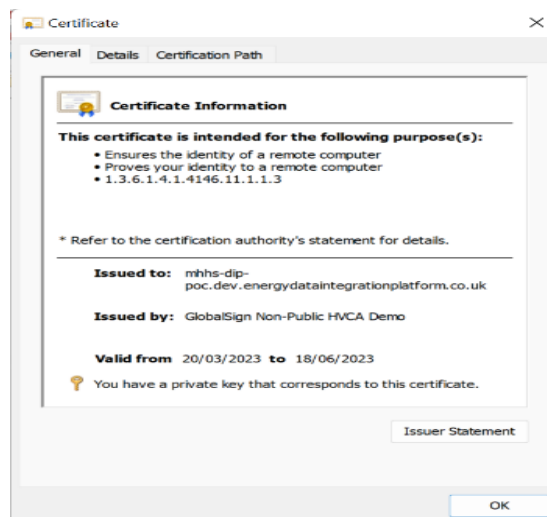 Certificate
General Details Certification Path
Certificate Information
This certificate is intended for the following purpose(s):
• Ensures the identity of a remote computer
• Proves your identity to a remote computer
• 1.3.6.1.4.1.4146.11.1.1.3
* Refer to the certification authority's statement for details.
Issued to: mhhs-dip-
poc.dev.energydataintegrationplatform.co.uk
Issued by: GlobalSign Non-Public HVCA Demo
Valid from 20/03/2023 to 18/06/2023
You have a private key that corresponds to this certificate.
Issuer Statement
OK